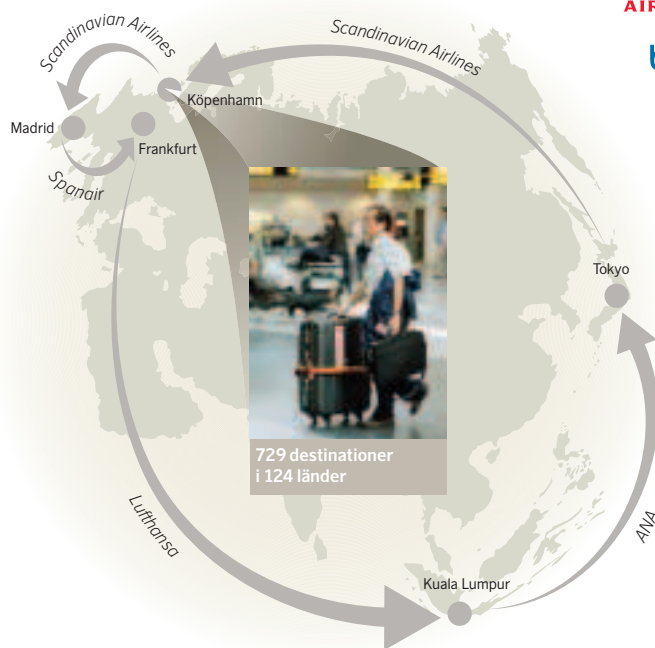 AIR
Scandinavian Airlines
Scandinavian Airlines
Köpenhamn
Madrid
Frankfurt
Spanair
Tokyo
729 destinationer
i 124 länder
Lufthansa
ANA
Kuala Lumpur